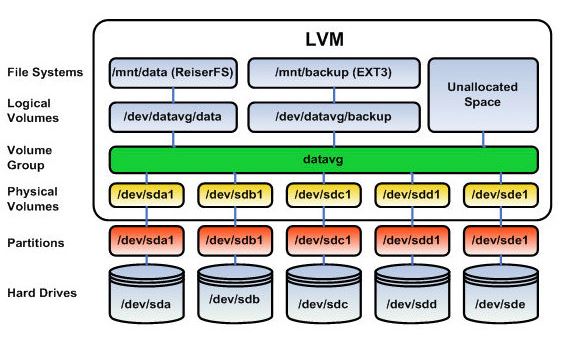 LVM
File Systems
/mnt/data (ReiserFS)
/mnt/backup (EXT3)
Unallocated
Space
Logical
Volumes
/dev/datavg/data
/dev/datavg/backup
Volume
Group
datavg
Physical
Volumes
/dev/sda1
/dev/sdb1
/dev/sdc1
/dev/sdd1
/dev/sde1
Partitions
/dev/sda1
/dev/sdb1
/dev/sdc1
/dev/sdd1
/dev/sde1
Hard Drives
/dev/sda
/dev/sdb
/dev/sdc
/dev/sdd
/dev/sde